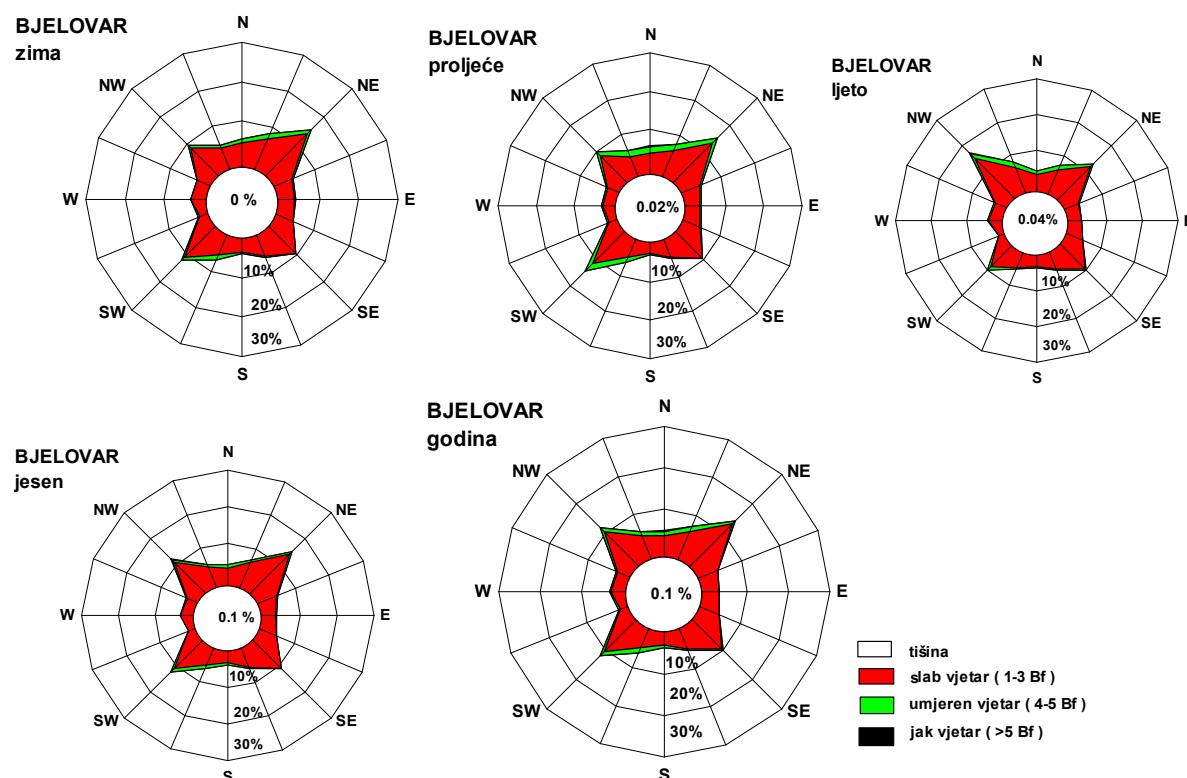 BJELOVAR
zima
N
NE
E
SE
S
SW
W
NW
0 %
10%
20%
30%
BJELOVAR
proljeće
N
NE
E
SE
S
SW
W
NW
0.02%
10%
20%
30%
BJELOVAR
ljeto
N
NE
E
SE
S
SW
W
NW
0.04%
10%
20%
30%
BJELOVAR
jesen
N
NE
E
SE
S
SW
W
NW
0.1 %
10%
20%
30%
BJELOVAR
godina
N
NE
E
SE
S
SW
W
NW
0.1 %
10%
20%
30%
tišina
slab vjetar ( 1-3 Bf )
umjeren vjetar ( 4-5 Bf )
jak vjetar ( >5 Bf )